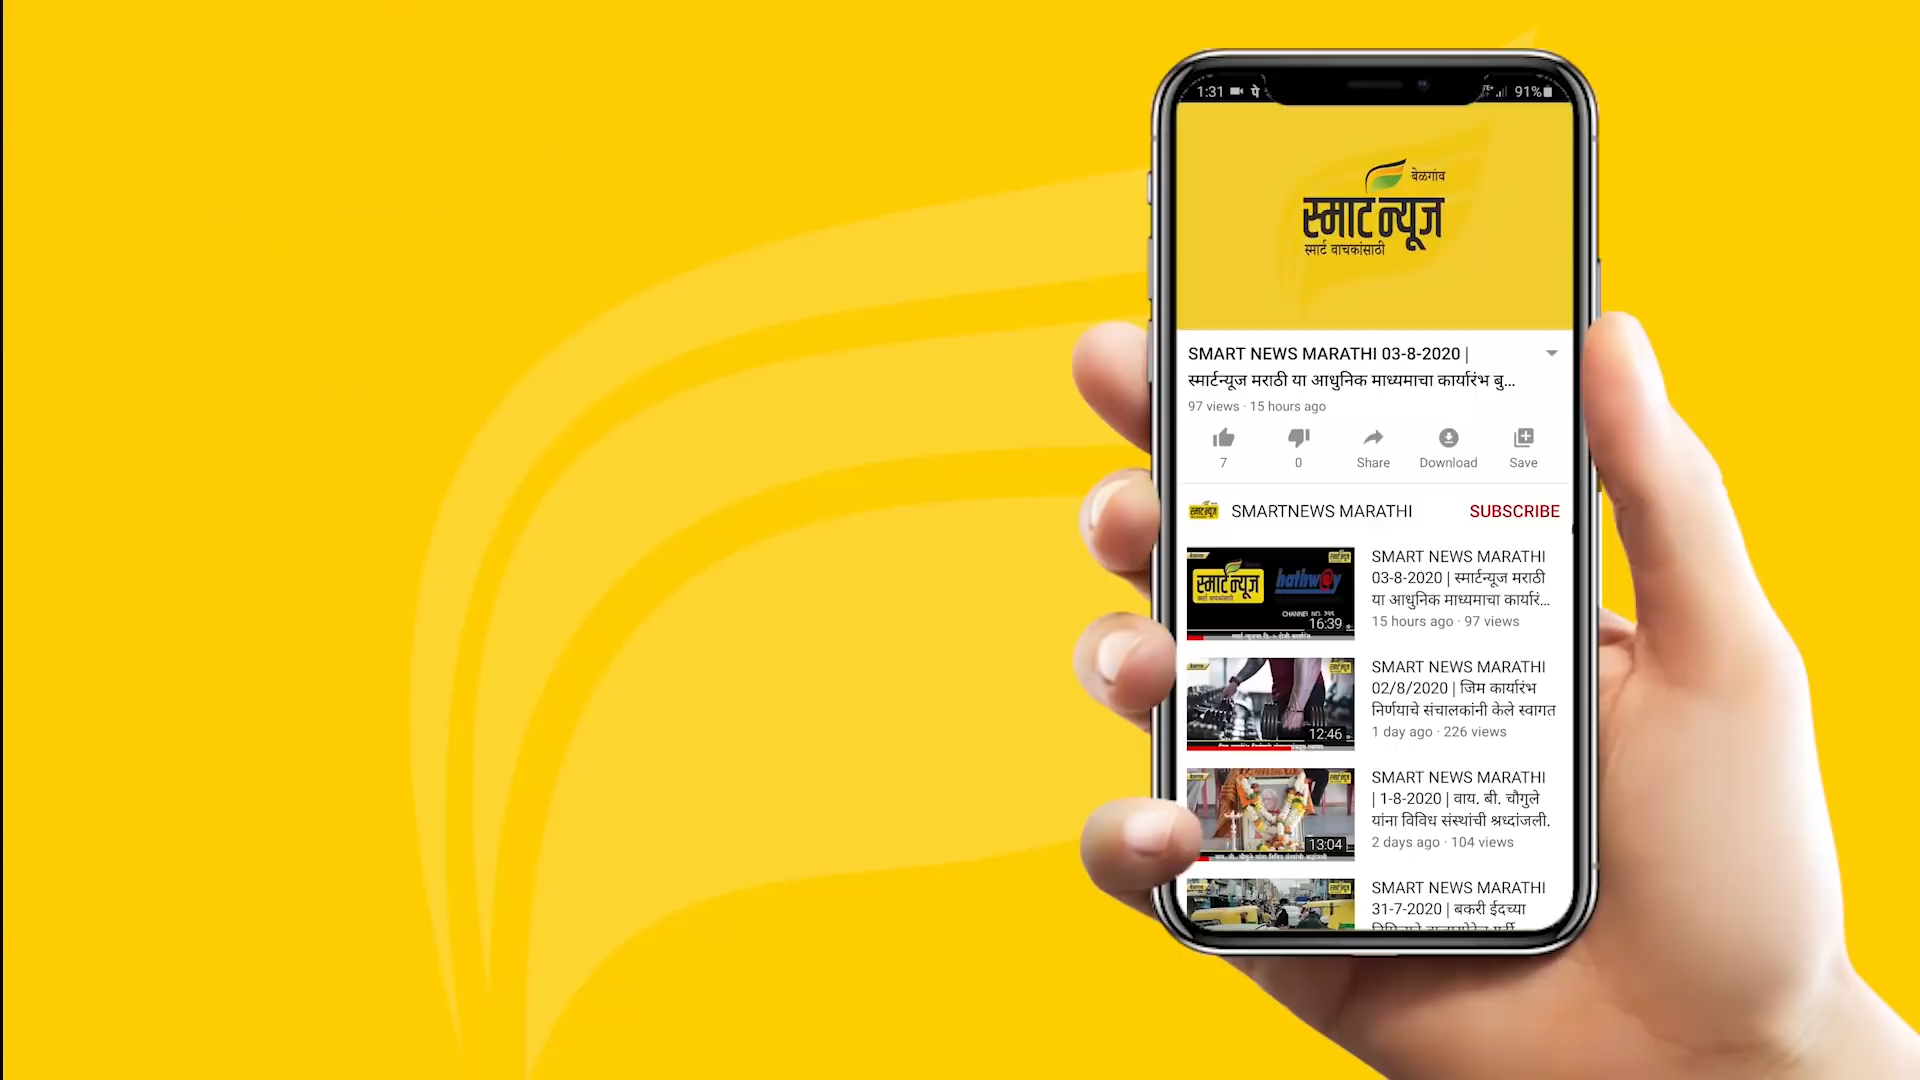 1:31
91%
बेळगांव
स्मार्ट न्यूज
स्मार्ट वाचकांसाठी
SMART NEWS MARATHI 03-8-2020 |
स्मार्टन्यूज मराठी या आधुनिक माध्यमाचा कार्यारंभ बु...
97 views · 15 hours ago
7
0
Share
Download
Save
SMARTNEWS MARATHI
SUBSCRIBE
स्मार्ट न्यूज
hathway
CHANNEL NO. 295
16:39
SMART NEWS MARATHI
03-8-2020 | स्मार्टन्यूज मराठी
या आधुनिक माध्यमाचा कार्यारं...
15 hours ago · 97 views
12:46
SMART NEWS MARATHI
02/8/2020 | जिम कार्यारंभ
निर्णयाचे संचालकांनी केले स्वागत
1 day ago · 226 views
13:04
SMART NEWS MARATHI
| 1-8-2020 | वाय. बी. चौगुले
यांना विविध संस्थांची श्रध्दांजली.
2 days ago · 104 views
SMART NEWS MARATHI
31-7-2020 | बकरी ईदच्या